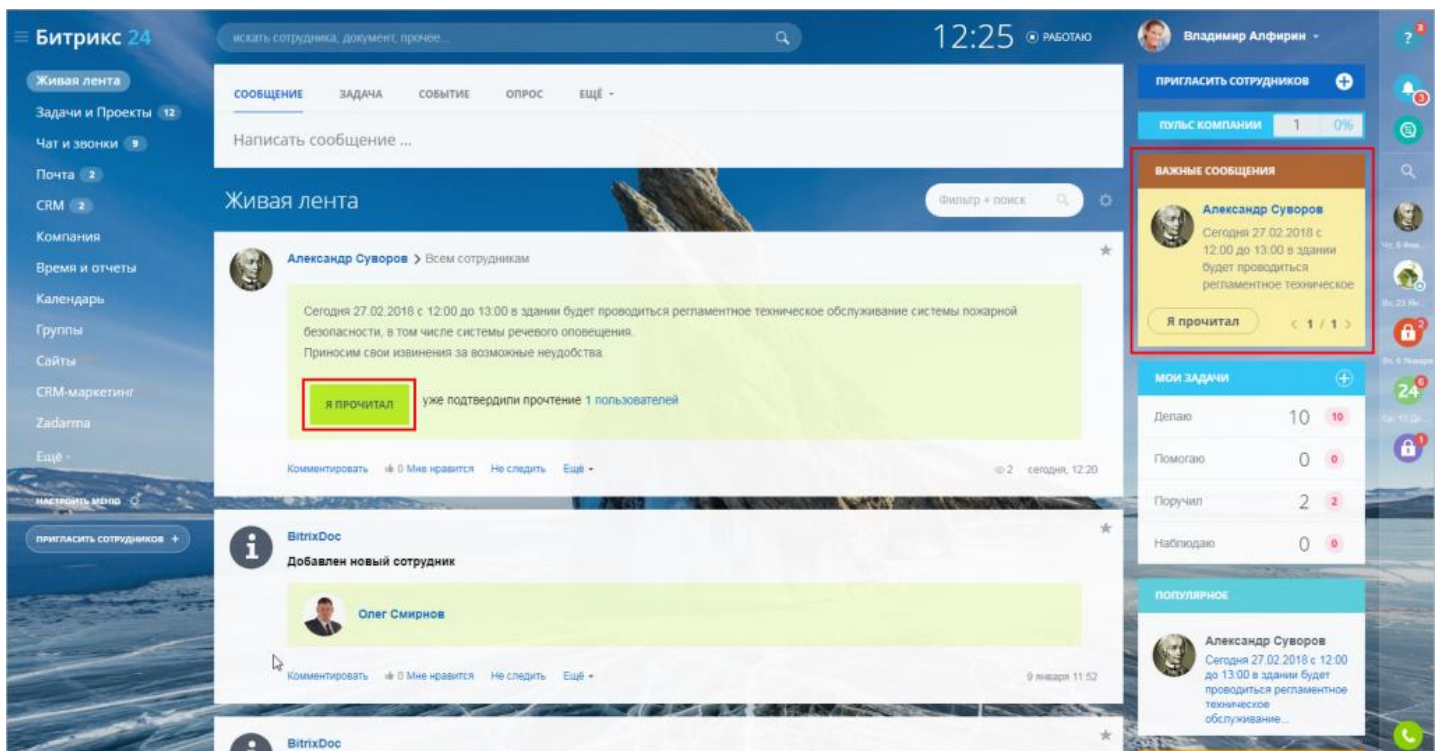 Битрикс 24
искать сотрудника, документ, прочее...
12:25 РАБОТАЮ
Владимир Алфирин
?
Живая лента
Задачи и Проекты 12
Чат и звонки 9
Почта 2
CRM 2
Компания
Время и отчеты
Календарь
Группы
Сайты
CRM-маркетинг
Zadarma
Ещё
НАСТРОИТЬ МЕНЮ
ПРИГЛАСИТЬ СОТРУДНИКОВ +
СООБЩЕНИЕ ЗАДАЧА СОБЫТИЕ ОПРОС ЕЩЁ
Написать сообщение ...
Живая лента
Фильтр + поиск
Александр Суворов > Всем сотрудникам
Сегодня 27.02.2018 с 12:00 до 13:00 в здании будет проводиться регламентное техническое обслуживание системы пожарной
безопасности, в том числе системы речевого оповещения.
Приносим свои извинения за возможные неудобства.
Я ПРОЧИТАЛ уже подтвердили прочтение 1 пользователей
Комментировать 0 Мне нравится Не следить Ещё 2 сегодня, 12:20
BitrixDoc
Добавлен новый сотрудник
Олег Смирнов
Комментировать 0 Мне нравится Не следить Ещё 9 января 11:52
BitrixDoc
ПРИГЛАСИТЬ СОТРУДНИКОВ
ПУЛЬС КОМПАНИИ 1 0%
ВАЖНЫЕ СООБЩЕНИЯ
Александр Суворов
Сегодня 27.02.2018 с
12:00 до 13:00 в здании
будет проводиться
регламентное техническое
Я прочитал < 1 / 1 >
МОИ ЗАДАЧИ
Делаю 10 10
Помогаю 0 0
Поручил 2 2
Наблюдаю 0 0
ПОПУЛЯРНОЕ
Александр Суворов
Сегодня 27.02.2018 с 12:00
до 13:00 в здании будет
проводиться регламентное
техническое
обслуживание...
3
2
24
1